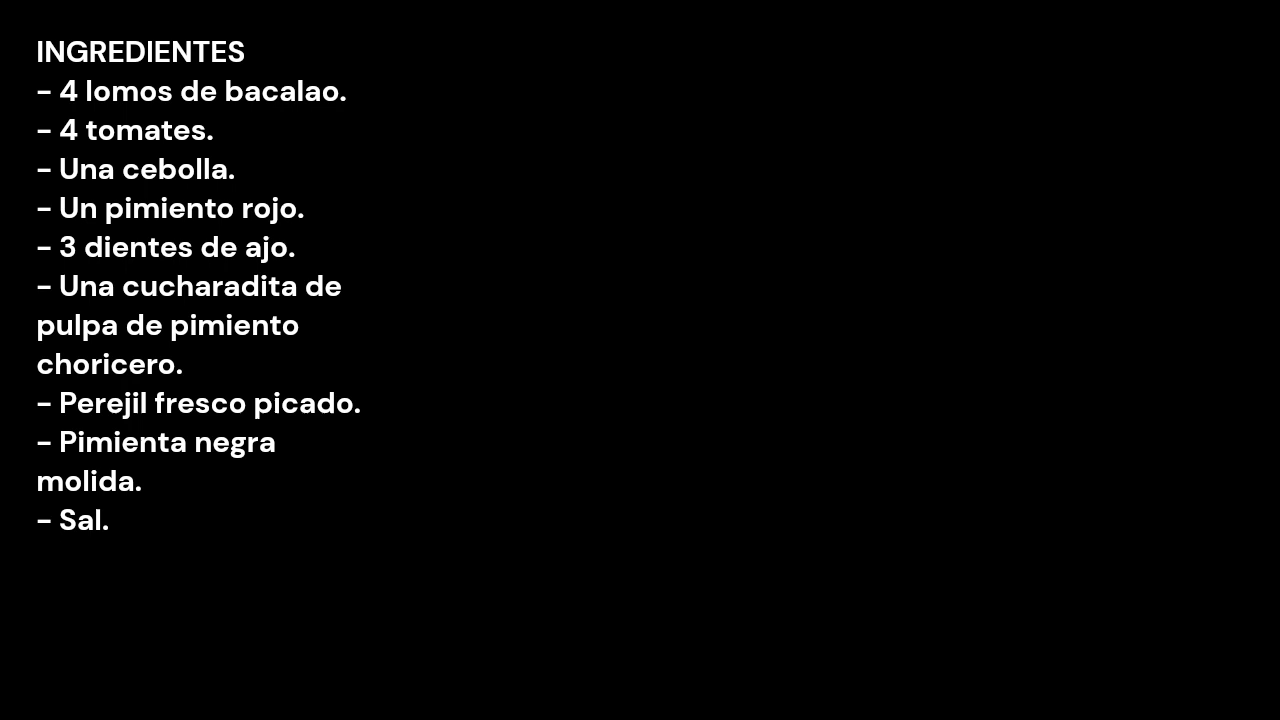 INGREDIENTES
- 4 lomos de bacalao.
- 4 tomates.
- Una cebolla.
- Un pimiento rojo.
- 3 dientes de ajo.
- Una cucharadita de
pulpa de pimiento
choricero.
- Perejil fresco picado.
- Pimienta negra
molida.
- Sal.